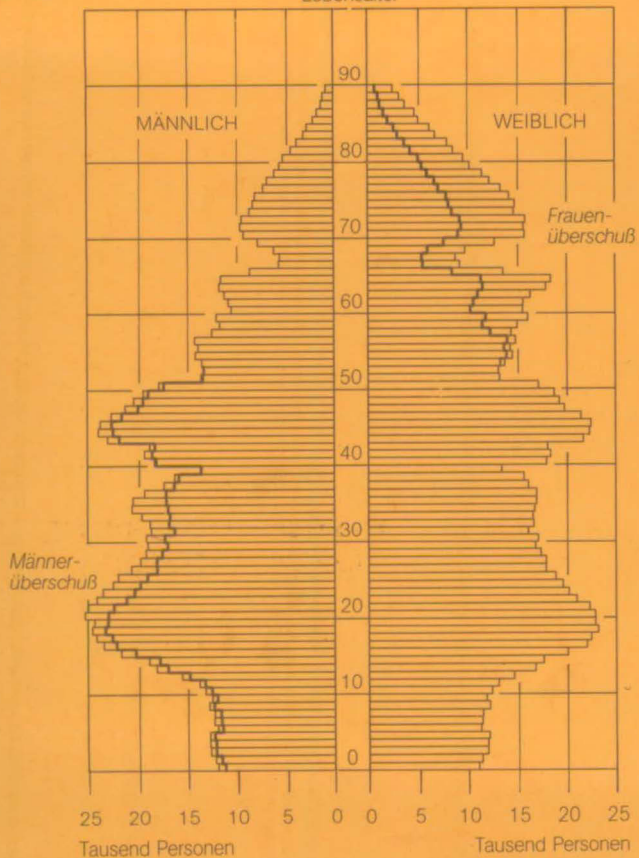 90
MÄNNLICH
WEIBLICH
80
70
Frauen-
überschuß
60
50
40
30
Männer-
überschuß
20
10
0
25 20 15 10 5 0 0 5 10 15 20 25
Tausend Personen Tausend Personen